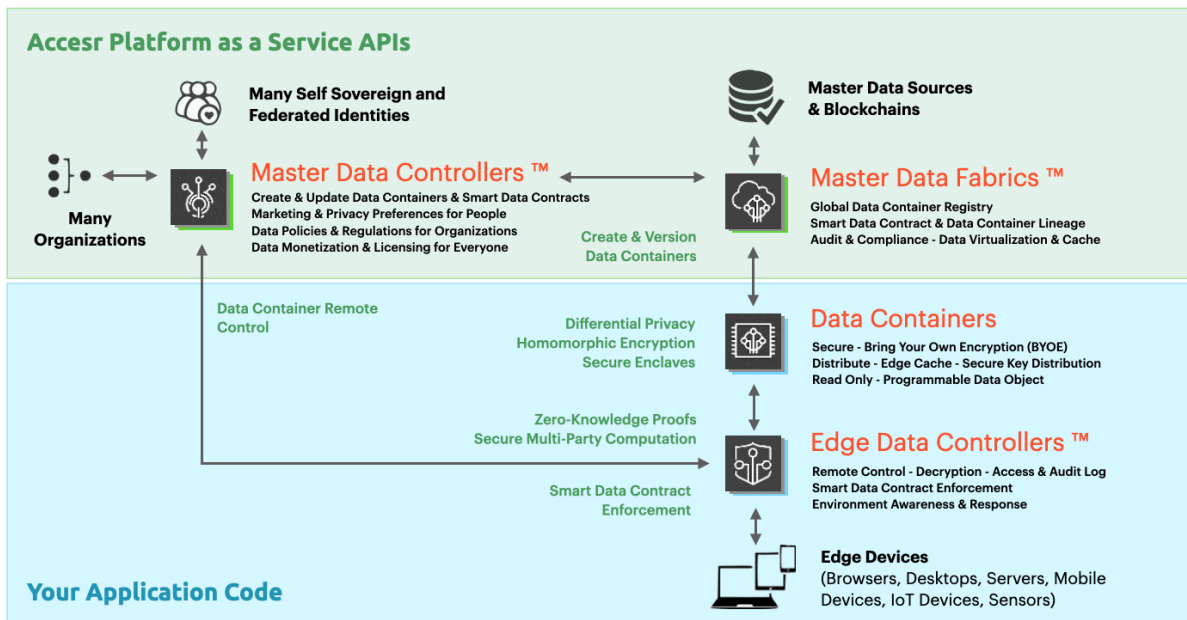 Accesr Platform as a Service APIs
Many Self Sovereign and
Federated Identities
Master Data Sources
& Blockchains
Many
Organizations
Master Data Controllers ™
Create & Update Data Containers & Smart Data Contracts
Marketing & Privacy Preferences for People
Data Policies & Regulations for Organizations
Data Monetization & Licensing for Everyone
Master Data Fabrics ™
Global Data Container Registry
Smart Data Contract & Data Container Lineage
Audit & Compliance - Data Virtualization & Cache
Create & Version
Data Containers
Data Container Remote
Control
Differential Privacy
Homomorphic Encryption
Secure Enclaves
Data Containers
Secure - Bring Your Own Encryption (BYOE)
Distribute - Edge Cache - Secure Key Distribution
Read Only - Programmable Data Object
Zero-Knowledge Proofs
Secure Multi-Party Computation
Edge Data Controllers ™
Remote Control - Decryption - Access & Audit Log
Smart Data Contract Enforcement
Environment Awareness & Response
Smart Data Contract
Enforcement
Edge Devices
(Browsers, Desktops, Servers, Mobile
Devices, IoT Devices, Sensors)
Your Application Code